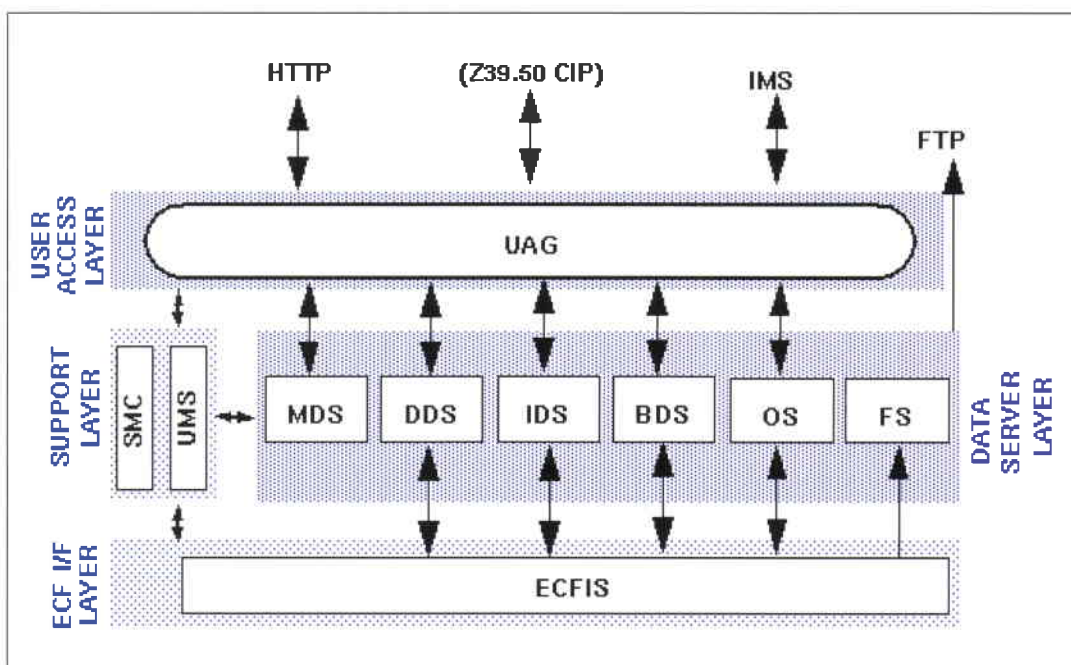 HTTP
(Z39.50 CIP)
IMS
FTP
USER
ACCESS
LAYER
UAG
SUPPORT
LAYER
SMC
UMS
MDS
DDS
IDS
BDS
OS
FS
DATA
SERVER
LAYER
ECF I/F
LAYER
ECFIS